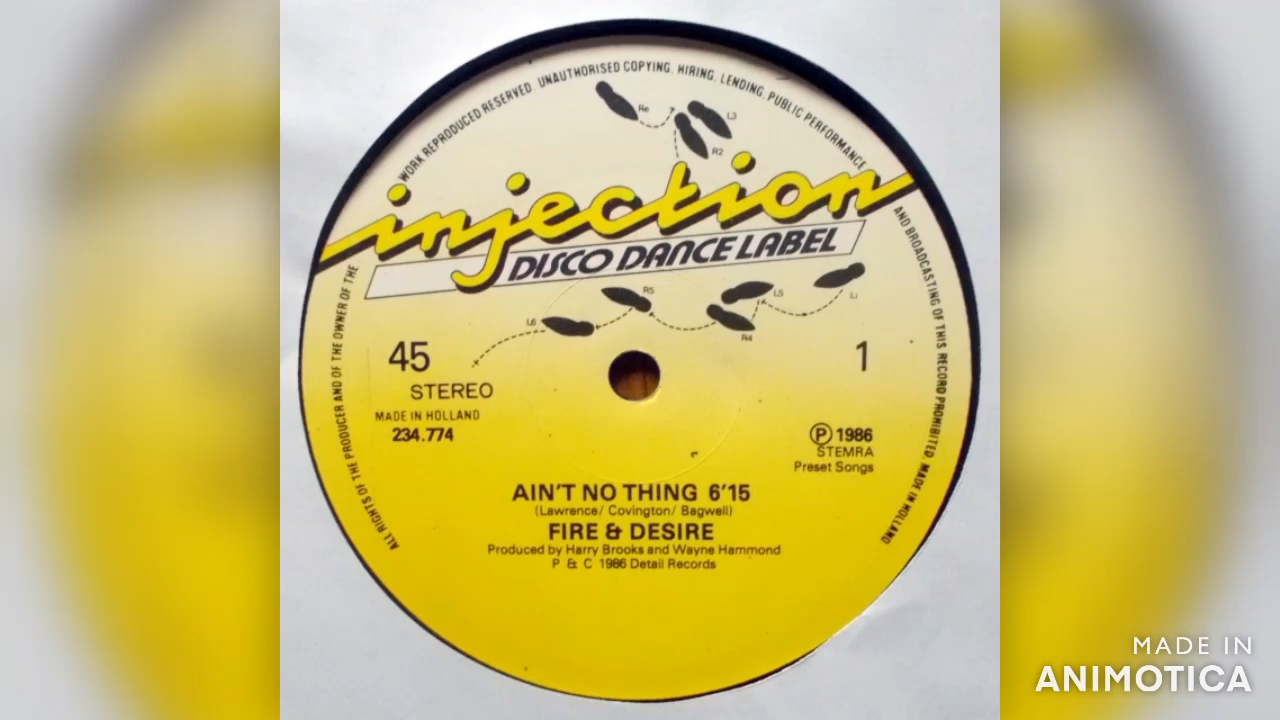 WORK REPRODUCED RESERVED. UNAUTHORISED COPYING, HIRING, LENDING, PUBLIC PERFORMANCE
AND BROADCASTING OF THIS RECORD PROHIBITED. MADE IN HOLLAND
ALL RIGHTS OF THE PRODUCER AND OF THE OWNER OF THE
Re
L3
R2
injection
DISCO DANCE LABEL
R5
L5
Li
L6
R4
45
1
STEREO
MADE IN HOLLAND
234.774
Ⓟ 1986
STEMRA
Preset Songs
AIN'T NO THING 6'15
(Lawrence/ Covington/ Bagwell)
FIRE & DESIRE
Produced by Harry Brooks and Wayne Hammond
P & C 1986 Detail Records
MADE IN
ANIMOTICA